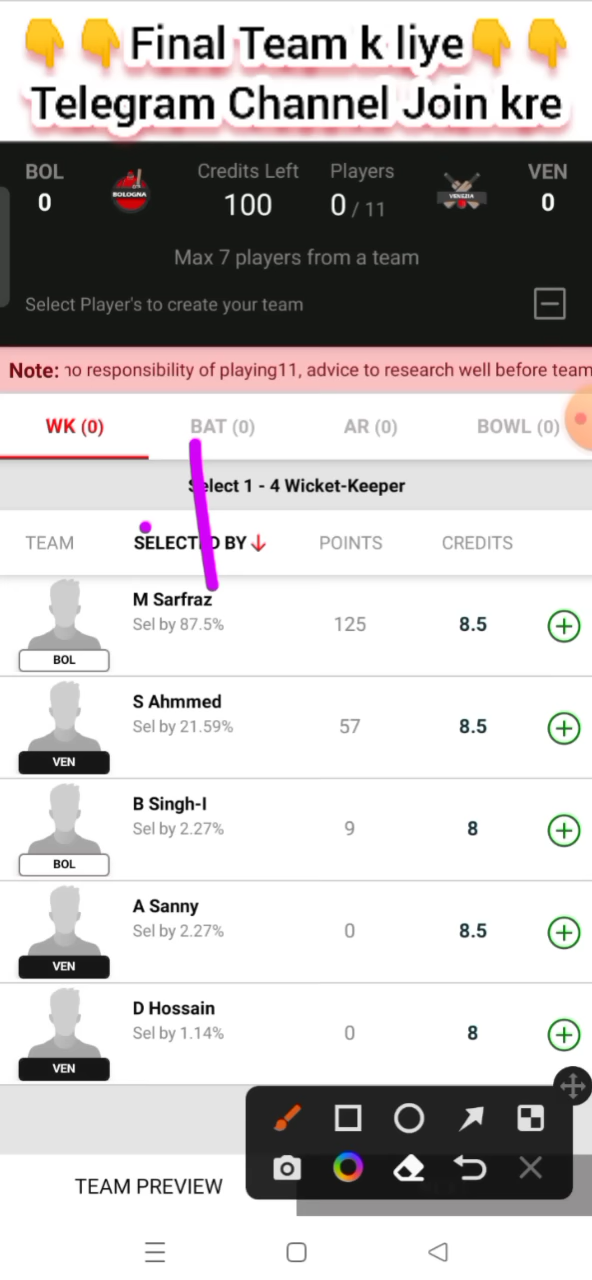 Final Team k liye
Telegram Channel Join kre
BOL Credits Left Players VEN
0 BOLOGNA 100 0 / 11 VENEZIA 0
Max 7 players from a team
Select Player's to create your team
Note: no responsibility of playing11, advice to research well before team
WK (0) BAT (0) AR (0) BOWL (0)
Select 1 - 4 Wicket-Keeper
TEAM SELECTED BY POINTS CREDITS
M Sarfraz
Sel by 87.5% 125 8.5
BOL
S Ahmmed
Sel by 21.59% 57 8.5
VEN
B Singh-I
Sel by 2.27% 9 8
BOL
A Sanny
Sel by 2.27% 0 8.5
VEN
D Hossain
Sel by 1.14% 0 8
VEN
TEAM PREVIEW